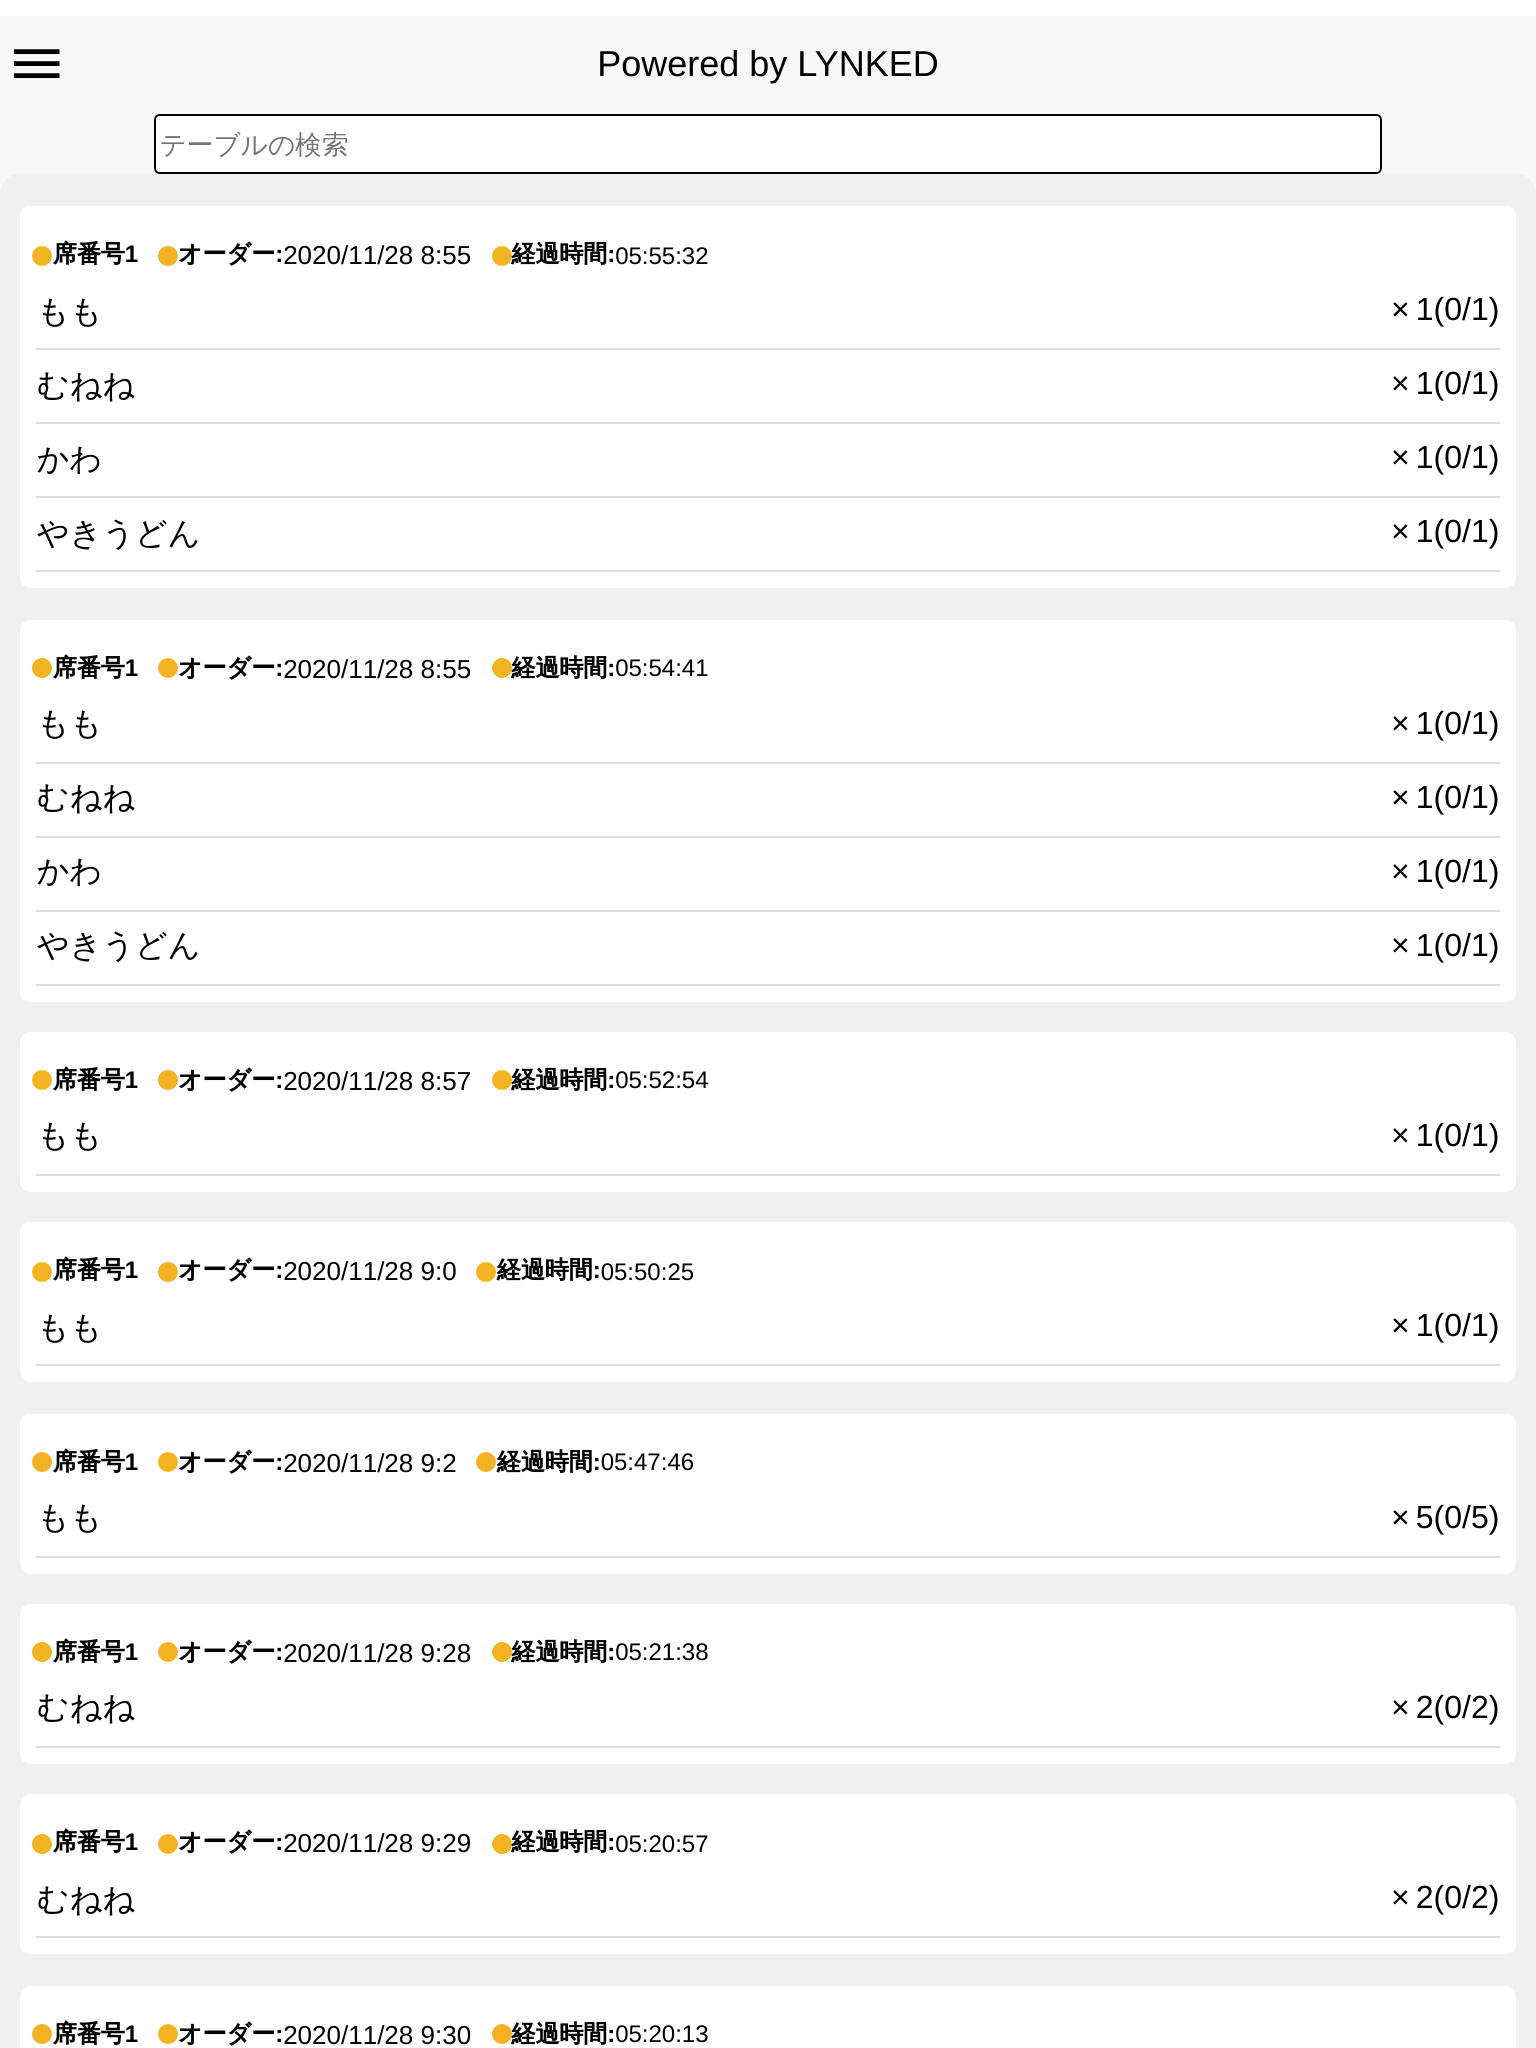 Powered by LYNKED
テーブルの検索
席番号1 オーダー:2020/11/28 8:55 経過時間:05:55:32
もも × 1(0/1)
むねね × 1(0/1)
かわ × 1(0/1)
やきうどん × 1(0/1)
席番号1 オーダー:2020/11/28 8:55 経過時間:05:54:41
もも × 1(0/1)
むねね × 1(0/1)
かわ × 1(0/1)
やきうどん × 1(0/1)
席番号1 オーダー:2020/11/28 8:57 経過時間:05:52:54
もも × 1(0/1)
席番号1 オーダー:2020/11/28 9:0 経過時間:05:50:25
もも × 1(0/1)
席番号1 オーダー:2020/11/28 9:2 経過時間:05:47:46
もも × 5(0/5)
席番号1 オーダー:2020/11/28 9:28 経過時間:05:21:38
むねね × 2(0/2)
席番号1 オーダー:2020/11/28 9:29 経過時間:05:20:57
むねね × 2(0/2)
席番号1 オーダー:2020/11/28 9:30 経過時間:05:20:13